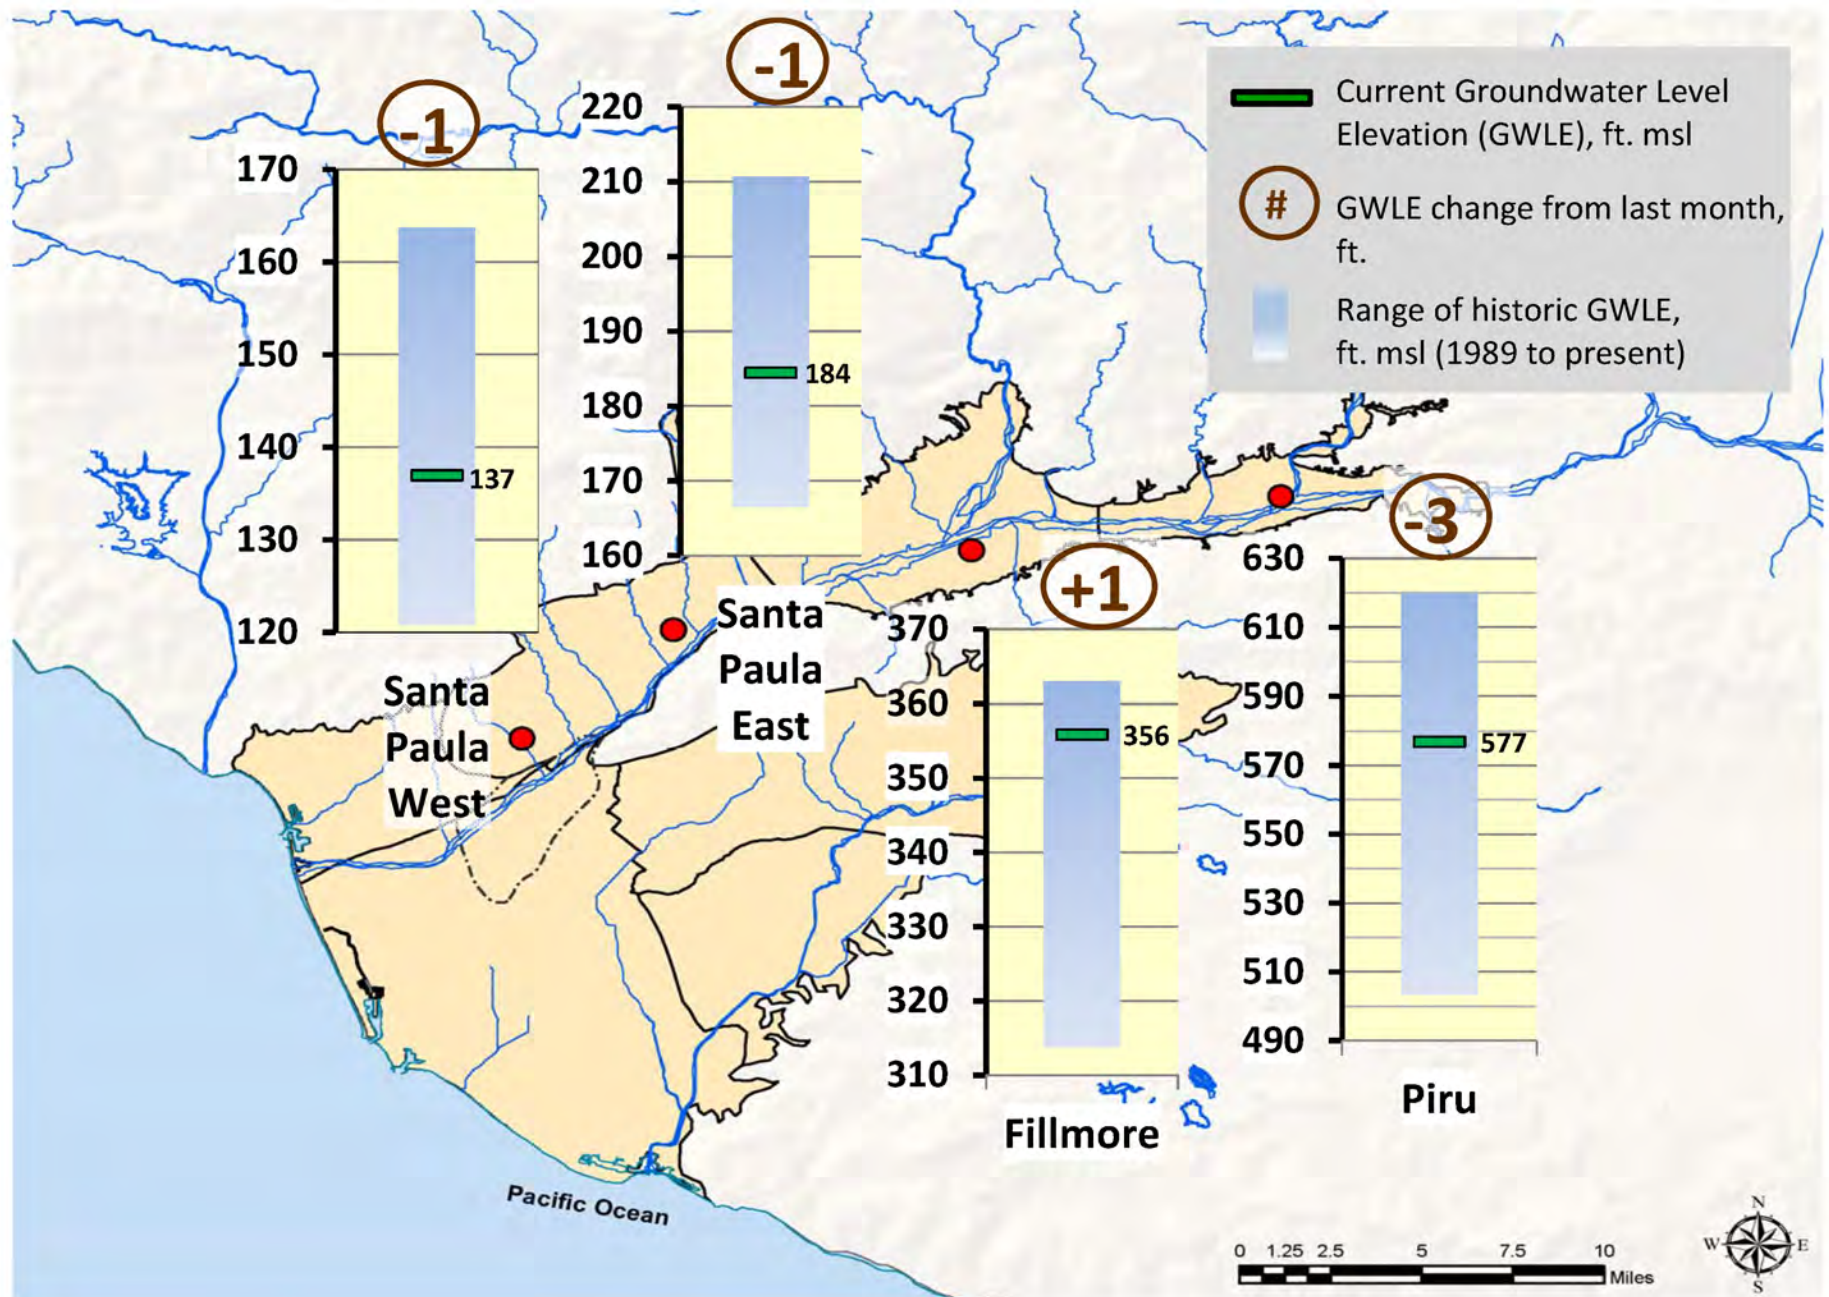 -1
170
160
150
140
130
120
137
Santa
Paula
West
-1
220
210
200
190
180
170
160
184
Santa
Paula
East
+1
370
360
350
340
330
320
310
356
Fillmore
-3
630
610
590
570
550
530
510
490
577
Piru
Current Groundwater Level
Elevation (GWLE), ft. msl
#
GWLE change from last month,
ft.
Range of historic GWLE,
ft. msl (1989 to present)
Pacific Ocean
0 1.25 2.5 5 7.5 10
Miles
N
W E
S